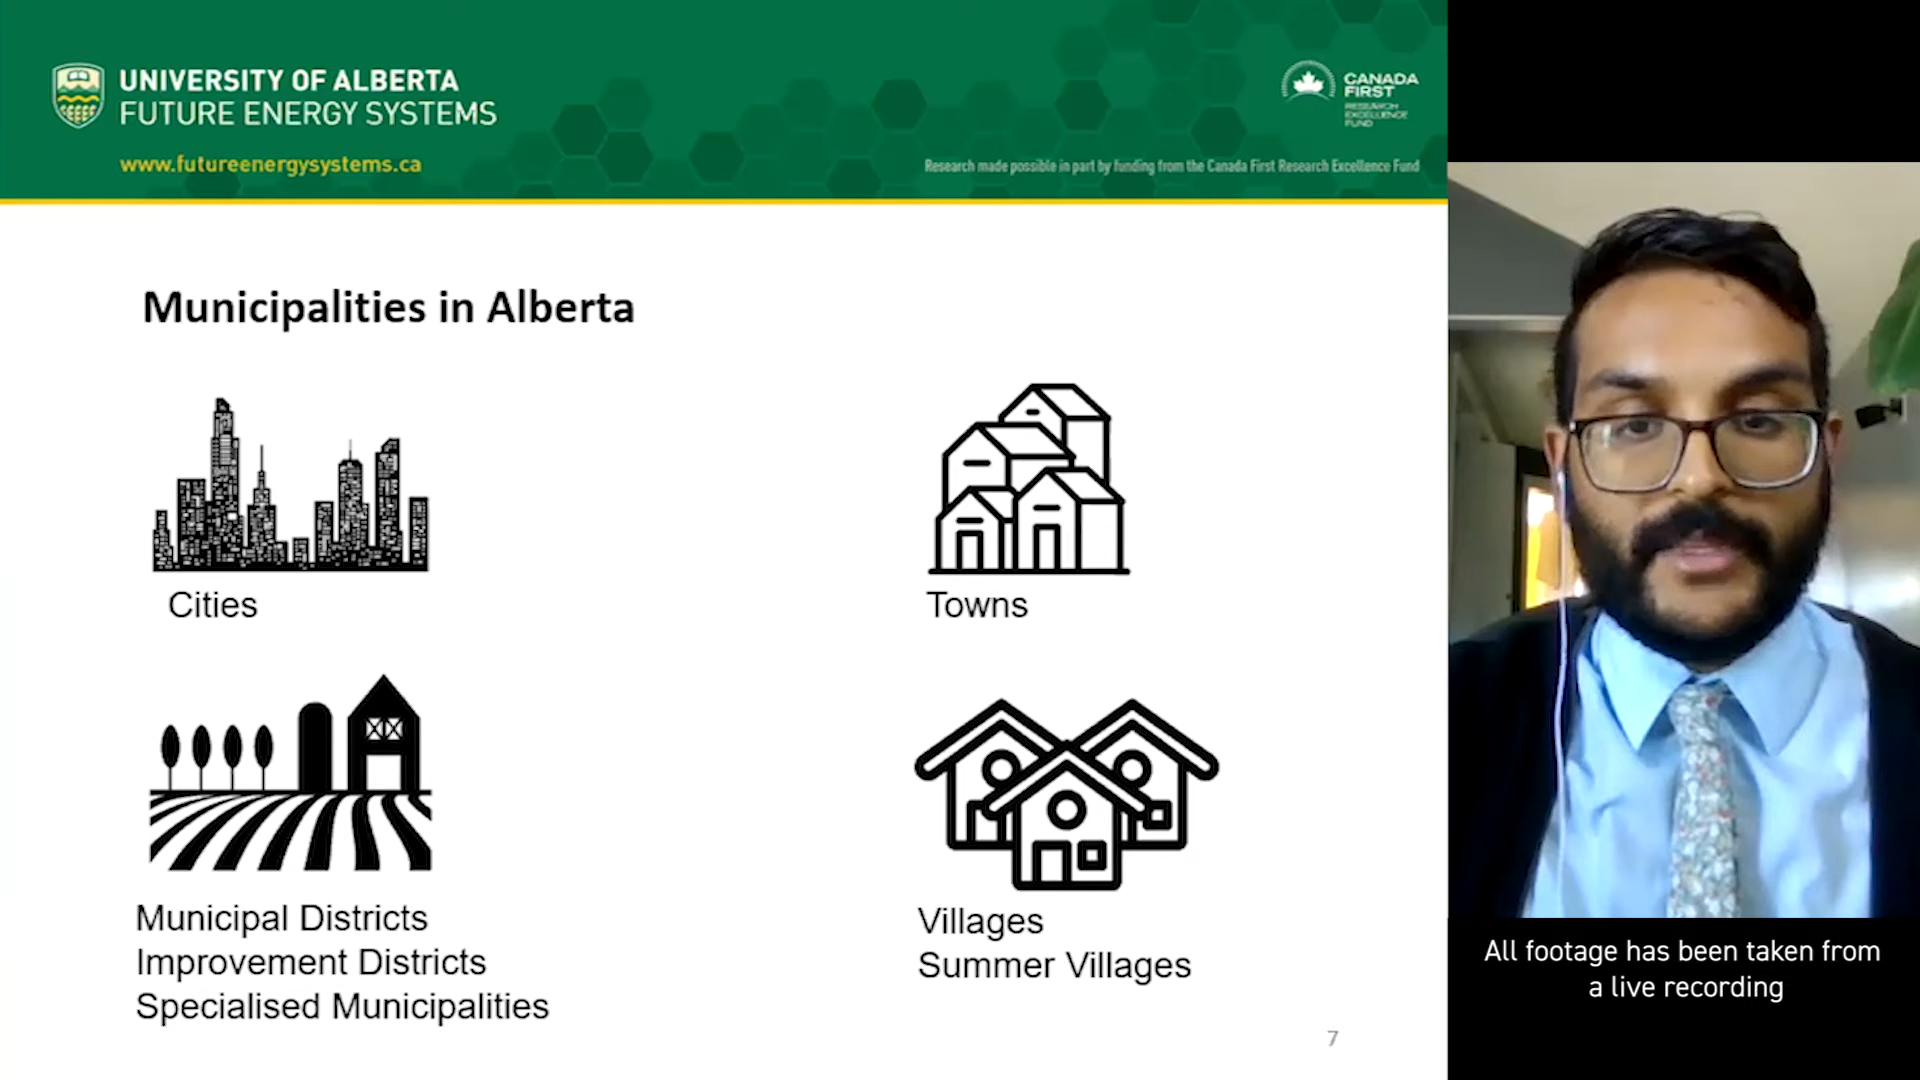 UNIVERSITY OF ALBERTA
FUTURE ENERGY SYSTEMS
www.futureenergysystems.ca
CANADA
FIRST
RESEARCH
EXCELLENCE
FUND
Research made possible in part by funding from the Canada First Research Excellence Fund
Municipalities in Alberta
Cities
Towns
Municipal Districts
Improvement Districts
Specialised Municipalities
Villages
Summer Villages
7
All footage has been taken from
a live recording